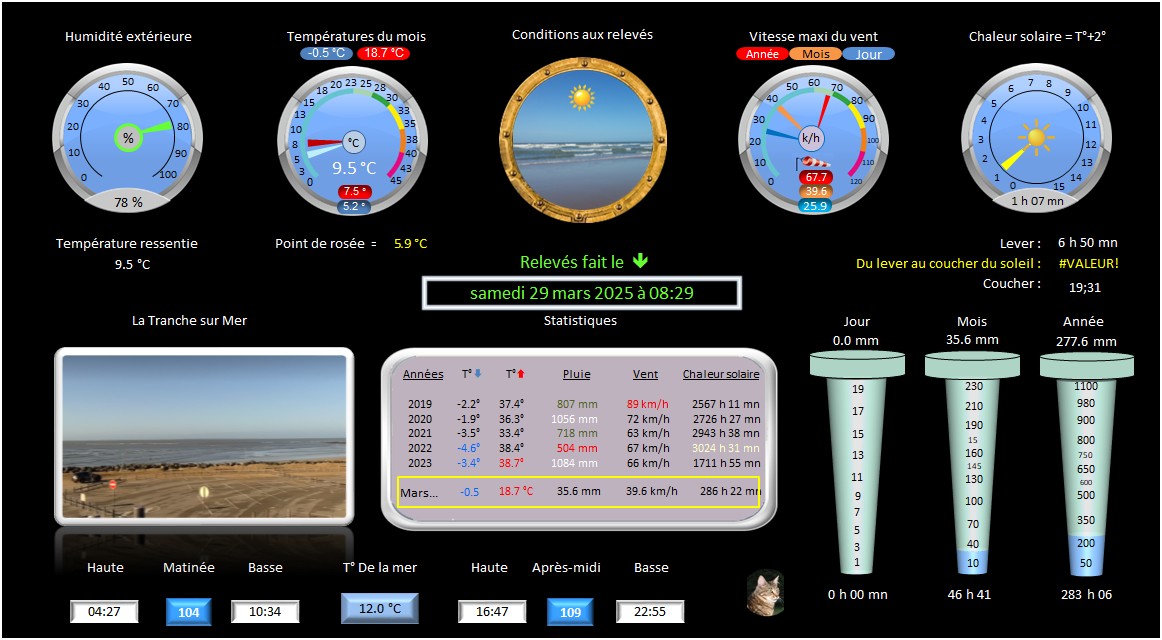 Humidité extérieure
Températures du mois
Conditions aux relevés
Vitesse maxi du vent
Chaleur solaire = T°+2°
-0.5 °C 18.7 °C
Année Mois Jour
0 10 20 30 40 50 60 70 80 90 100
%
78 %
0 3 5 8 10 13 15 18 20 23 25 28 30 33 35 38 40 43 45
°C
9.5 °C
7.5 °
5.2 °
0 10 20 30 40 50 60 70 80 90 100 110 120
k/h
67.7
39.6
25.9
0 1 2 3 4 5 6 7 8 9 10 11 12 13 14 15
1 h 07 mn
Température ressentie
9.5 °C
Point de rosée = 5.9 °C
Relevés fait le
samedi 29 mars 2025 à 08:29
Lever : 6 h 50 mn
Du lever au coucher du soleil : #VALEUR!
Coucher : 19;31
La Tranche sur Mer
Statistiques
Années T° T° Pluie Vent Chaleur solaire
2019 -2.2° 37.4° 807 mm 89 km/h 2567 h 11 mn
2020 -1.9° 36.3° 1056 mm 72 km/h 2726 h 27 mn
2021 -3.5° 33.4° 718 mm 63 km/h 2943 h 38 mn
2022 -4.6° 38.4° 504 mm 67 km/h 3024 h 31 mn
2023 -3.4° 38.7° 1084 mm 66 km/h 1711 h 55 mn
Mars... -0.5 18.7 °C 35.6 mm 39.6 km/h 286 h 22 mn
Jour
0.0 mm
19
17
15
13
11
9
7
5
3
1
0 h 00 mn
Mois
35.6 mm
230
210
190
15
160
145
130
100
70
40
10
46 h 41
Année
277.6 mm
1100
980
900
800
750
650
600
500
350
200
50
283 h 06
Haute Matinée Basse T° De la mer Haute Après-midi Basse
04:27 104 10:34 12.0 °C 16:47 109 22:55